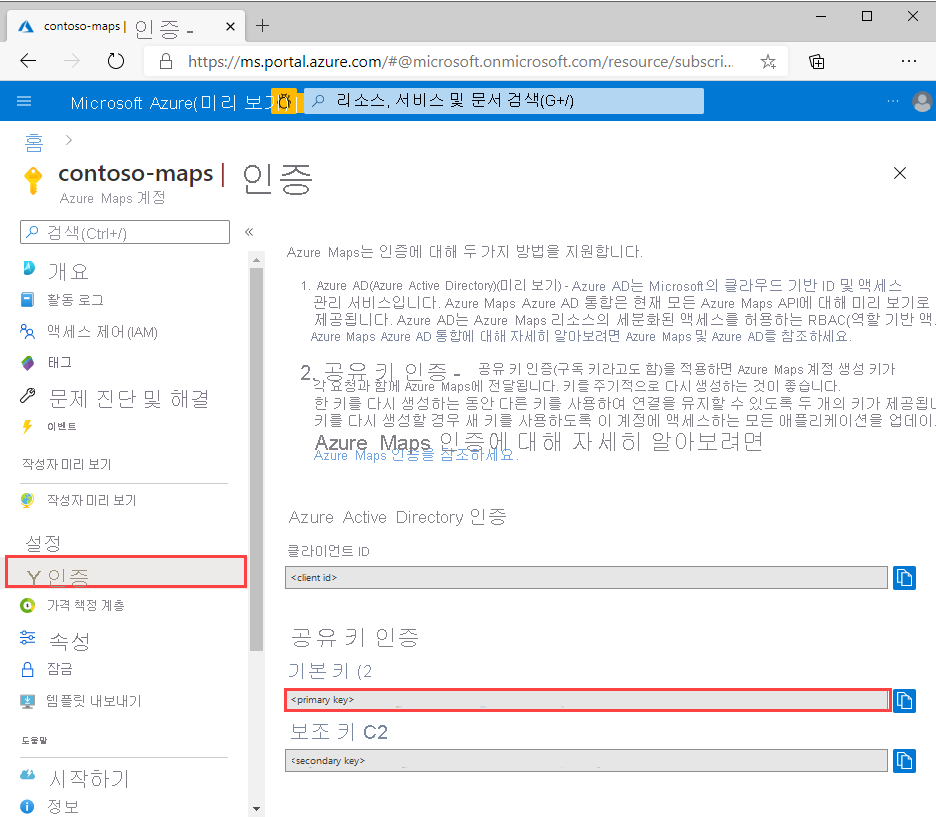 contoso-maps | 인증 -
https://ms.portal.azure.com/#@microsoft.onmicrosoft.com/resource/subscri...
Microsoft Azure(미리 보기)
리소스, 서비스 및 문서 검색(G+/)
홈
contoso-maps | 인증
Azure Maps 계정
검색(Ctrl+/)
개요
활동 로그
액세스 제어(IAM)
태그
문제 진단 및 해결
이벤트
작성자 미리 보기
작성자 미리 보기
설정
Y 인증
가격 책정 계층
속성
잠금
템플릿 내보내기
도움말
시작하기
정보
Azure Maps는 인증에 대해 두 가지 방법을 지원합니다.
1. Azure AD(Azure Active Directory)(미리 보기) - Azure AD는 Microsoft의 클라우드 기반 ID 및 액세스
관리 서비스입니다. Azure Maps Azure AD 통합은 현재 모든 Azure Maps API에 대해 미리 보기로
제공됩니다. Azure AD는 Azure Maps 리소스의 세분화된 액세스를 허용하는 RBAC(역할 기반 액.
Azure Maps Azure AD 통합에 대해 자세히 알아보려면 Azure Maps 및 Azure AD를 참조하세요.
2. 공유 키 인증 - 공유 키 인증(구독 키라고도 함)을 적용하면 Azure Maps 계정 생성 키가
각 요청과 함께 Azure Maps에 전달됩니다. 키를 주기적으로 다시 생성하는 것이 좋습니다.
한 키를 다시 생성하는 동안 다른 키를 사용하여 연결을 유지할 수 있도록 두 개의 키가 제공됩니
키를 다시 생성할 경우 새 키를 사용하도록 이 계정에 액세스하는 모든 애플리케이션을 업데이.
Azure Maps 인증에 대해 자세히 알아보려면
Azure Maps 인증을 참조하세요.
Azure Active Directory 인증
클라이언트 ID
<client id>
공유 키 인증
기본 키 (2
<primary key>
보조 키 C2
<secondary key>